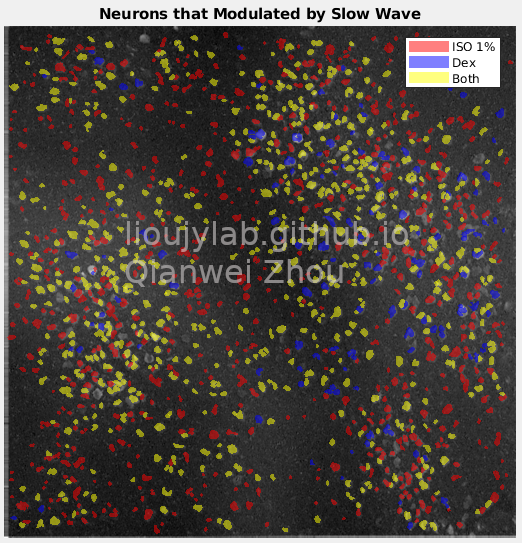 Neurons that Modulated by Slow Wave
ISO 1%
Dex
Both
lioujylab.github.io
Qianwei Zhou